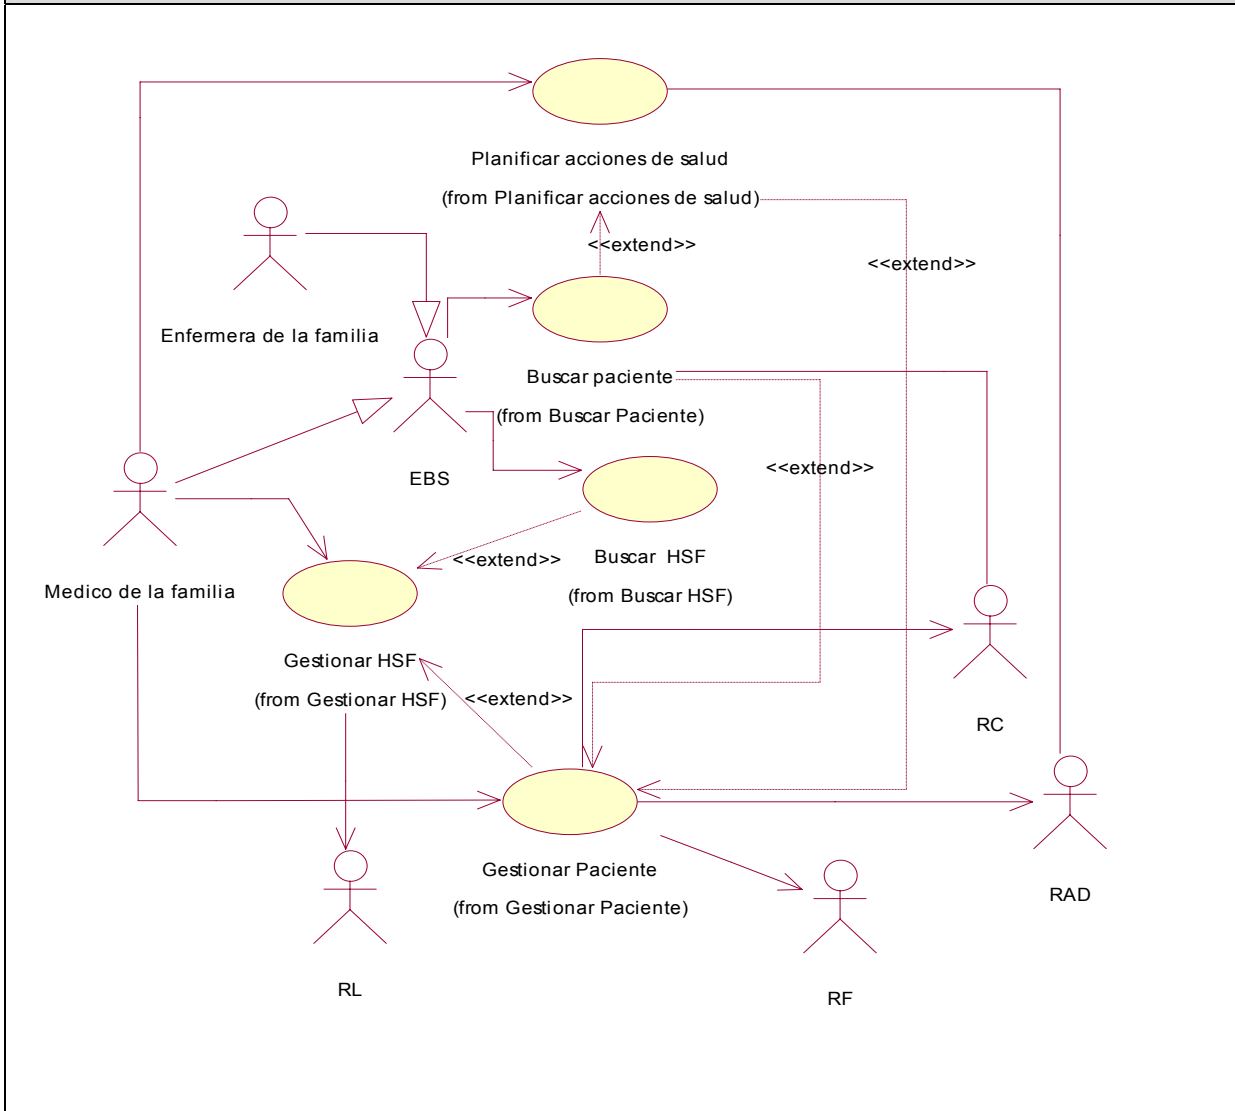 Planificar acciones de salud
(from Planificar acciones de salud)
<<extend>>
<<extend>>
Enfermera de la familia
Buscar paciente
(from Buscar Paciente)
<<extend>>
EBS
<<extend>>
Buscar HSF
(from Buscar HSF)
Medico de la familia
Gestionar HSF
(from Gestionar HSF)
<<extend>>
RC
Gestionar Paciente
(from Gestionar Paciente)
RAD
RL
RF